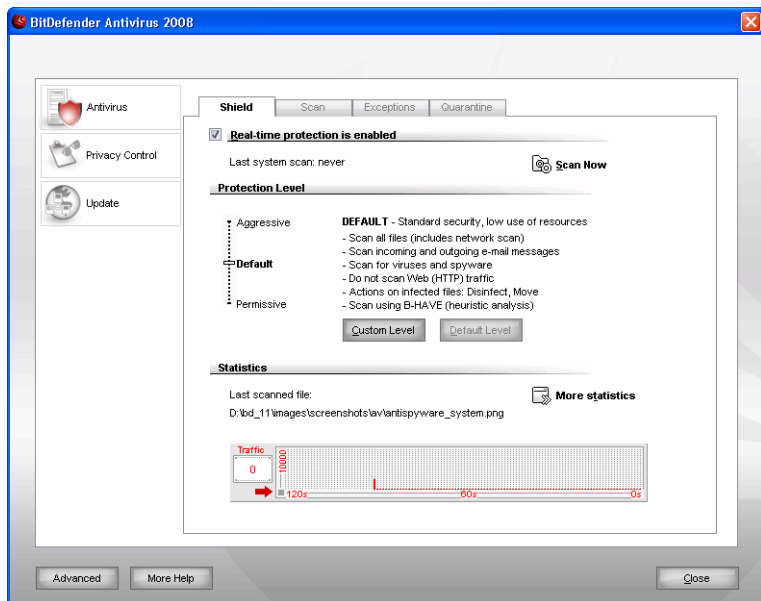 BitDefender Antivirus 2008
Antivirus
Privacy Control
Update
Shield
Scan
Exceptions
Quarantine
Real-time protection is enabled
Last system scan: never
Scan Now
Protection Level
Aggressive
Default
Permissive
DEFAULT - Standard security, low use of resources
- Scan all files (includes network scan)
- Scan incoming and outgoing e-mail messages
- Scan for viruses and spyware
- Do not scan Web (HTTP) traffic
- Actions on infected files: Disinfect, Move
- Scan using B-HAVE (heuristic analysis)
Custom Level
Default Level
Statistics
Last scanned file:
More statistics
D:\bd_11\images\screenshots\av\antispyware_system.png
Traffic
0
10000
120s
60s
0s
Advanced
More Help
Close